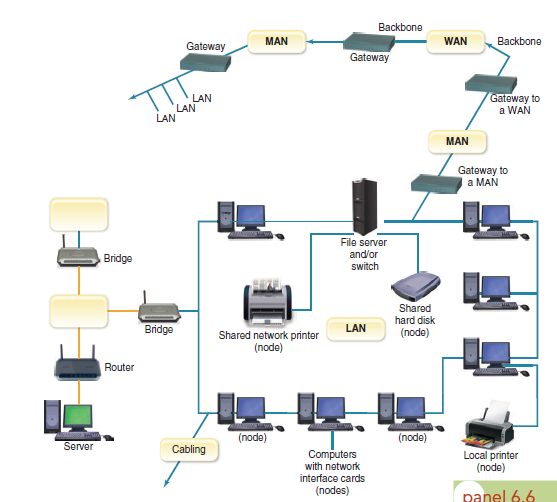 Backbone
Gateway
MAN
WAN
Backbone
Gateway
LAN
LAN
LAN
Gateway to
a WAN
MAN
Gateway to
a MAN
File server
and/or
switch
Bridge
Bridge
Shared network printer
(node)
LAN
Shared
hard disk
(node)
Router
Server
Cabling
(node)
Computers
with network
interface cards
(nodes)
(node)
Local printer
(node)
panel 6.6